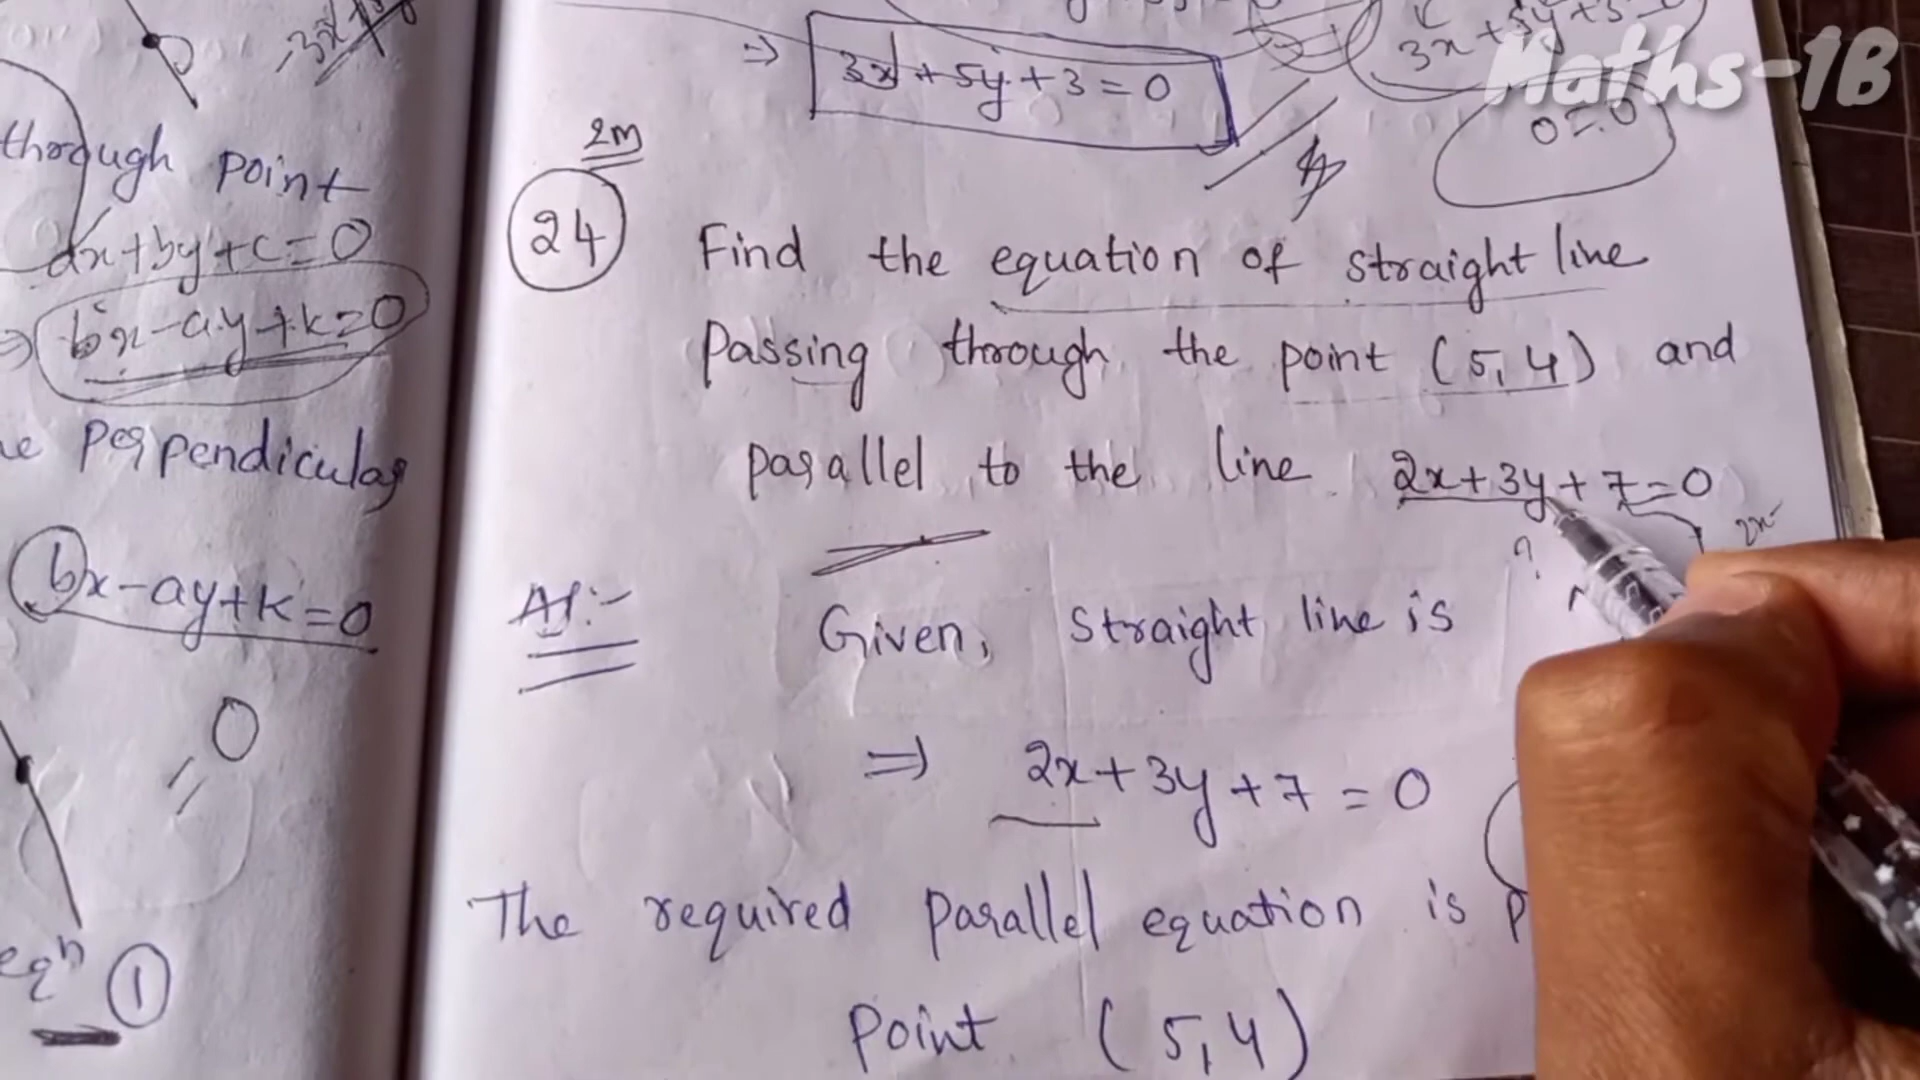 through point
ax+by+c=0
bx-ay+k=0
perpendicular
bx-ay+k=0
0
eqn ①
⇒ 3x+5y+3=0
Maths-1B
0=0
2M
24 Find the equation of straight line
Passing through the point (5,4) and
parallel to the line 2x+3y+7=0
?
Given, straight line is
⇒ 2x+3y+7=0
The required parallel equation is
point (5,4)